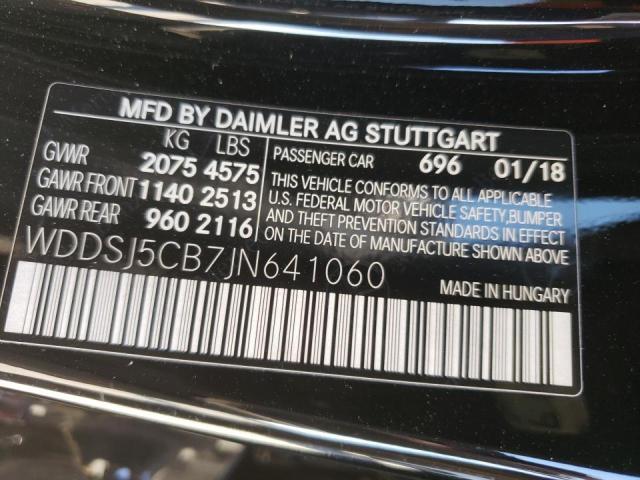 MFD BY DAIMLER AG STUTTGART
KG LBS
GVWR 2075 4575
GAWR FRONT 1140 2513
GAWR REAR 960 2116
PASSENGER CAR 696 01/18
THIS VEHICLE CONFORMS TO ALL APPLICABLE
U.S. FEDERAL MOTOR VEHICLE SAFETY,BUMPER
AND THEFT PREVENTION STANDARDS IN EFFECT
ON THE DATE OF MANUFACTURE SHOWN ABOVE
WDDSJ5CB7JN641060
MADE IN HUNGARY